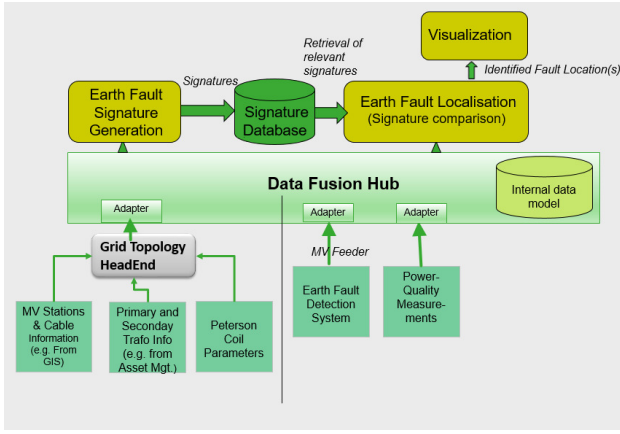 Visualization
Retrieval of
relevant
signatures
Signatures
Identified Fault Location(s)
Earth Fault
Signature
Generation
Signature
Database
Earth Fault Localisation
(Signature comparison)
Data Fusion Hub
Internal data
model
Adapter
Adapter
Adapter
Grid Topology
HeadEnd
MV Feeder
MV Stations
& Cable
Information
(e.g. From
GIS)
Primary and
Seconday
Trafo Info
(e.g. from
Asset Mgt.)
Peterson
Coil
Parameters
Earth Fault
Detection
System
Power-
Quality
Measure-
ments